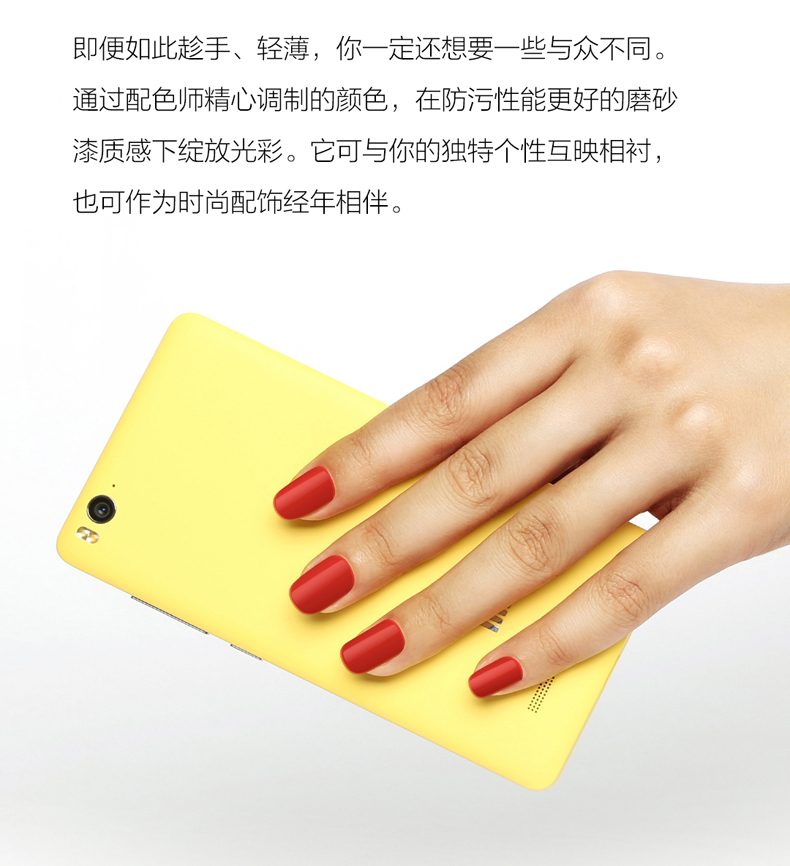 即便如此趁手、轻薄，你一定还想要一些与众不同。
通过配色师精心调制的颜色，在防污性能更好的磨砂
漆质感下绽放光彩。它可与你的独特个性互映相衬，
也可作为时尚配饰经年相伴。